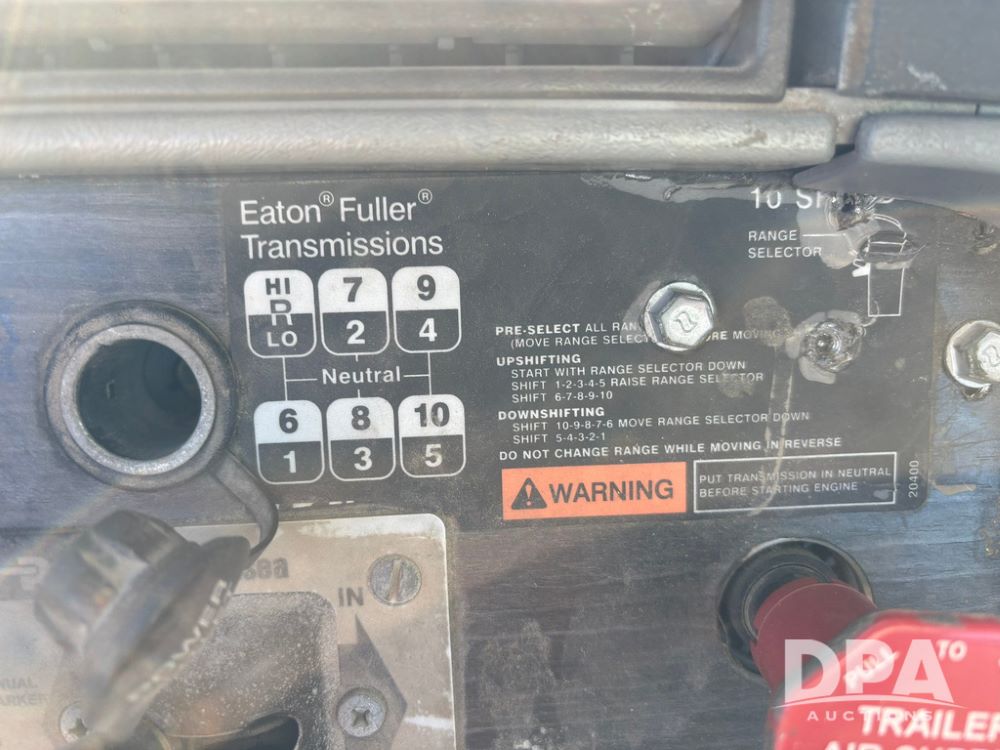 Eaton® Fuller®
Transmissions
10
RANGE
SELECTOR
HI 7 9
R
LO 2 4
Neutral
6 8 10
1 3 5
PRE-SELECT ALL
(MOVE RANGE MOVING
UPSHIFTING
START WITH RANGE SELECTOR DOWN
SHIFT 1-2-3-4-5 RAISE RANGE SELECTOR
SHIFT 6-7-8-9-10
DOWNSHIFTING
SHIFT 10-9-8-7-6 MOVE RANGE SELECTOR DOWN
SHIFT 5-4-3-2-1
DO NOT CHANGE RANGE WHILE MOVING IN REVERSE
WARNING
PUT TRANSMISSION IN NEUTRAL
BEFORE STARTING ENGINE
20400
IN
POWER
PULL TO
TRAILER
DPA
AUCTIONS